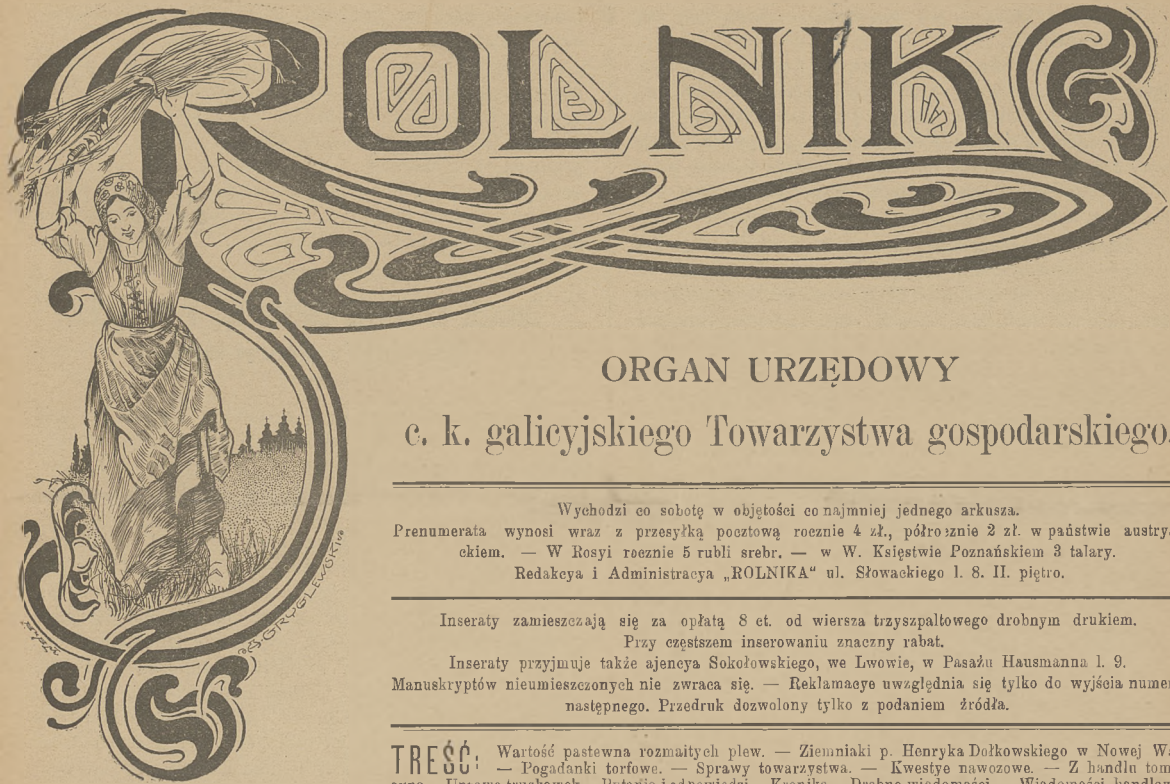 ROLNIK
ORGAN URZĘDOWY
c. k. galicyjskiego Towarzystwa gospodarskiego.
Wychodzi co sobotę w objętości co najmniej jednego arkusza.
Prenumerata wynosi wraz z przesyłką pocztową rocznie 4 zł., półrocznie 2 zł. w państwie austry
ckiem. — W Rosyi rocznie 5 rubli srebr. — w W. Księstwie Poznańskiem 3 talary.
Redakcya i Administracya „ROLNIKA" ul. Słowackiego l. 8. II. piętro.
Inseraty zamieszczają się za opłatą 8 ct. od wiersza trzyszpaltowego drobnym drukiem.
Przy częstszem inserowaniu znaczny rabat.
Inseraty przyjmuje także ajencya Sokołowskiego, we Lwowie, w Pasażu Hausmanna l. 9.
Manuskryptów nieumieszczonych nie zwraca się. — Reklamacye uwzględnia się tylko do wyjścia nume
następnego. Przedruk dozwolony tylko z podaniem źródła.
TREŚĆ: Wartość pastewna rozmaitych plew. — Ziemniaki p. Henryka Dołkowskiego w Nowej W
— Pogadanki torfowe. — Sprawy towarzystwa. — Kwestye nawozowe. — Z handlu tom
S. GRÓGLEWSKI